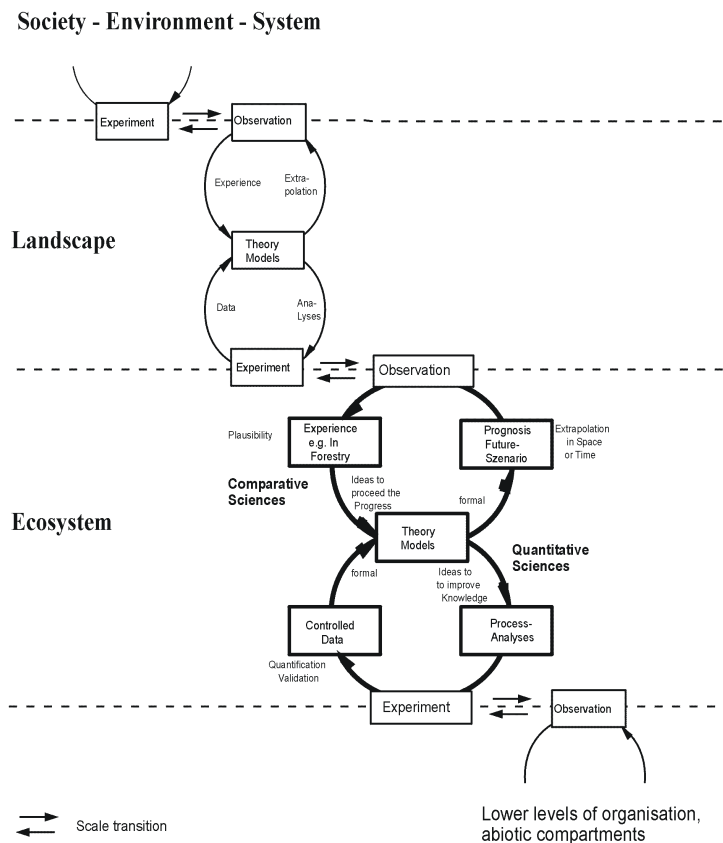 Society - Environment - System
Experiment
Observation
Experience
Extra-
polation
Landscape
Theory
Models
Data
Ana-
Lyses
Experiment
Observation
Plausibility
Experience
e.g. In
Forestry
Prognosis
Future-
Szenario
Extrapolation
in Space
or Time
Comparative
Sciences
Ideas to
proceed the
Progress
formal
Ecosystem
Theory
Models
Quantitative
Sciences
formal
Ideas to
to improve
Knowledge
Controlled
Data
Process-
Analyses
Quantification
Validation
Experiment
Observation
Lower levels of organisation,
abiotic compartments
Scale transition